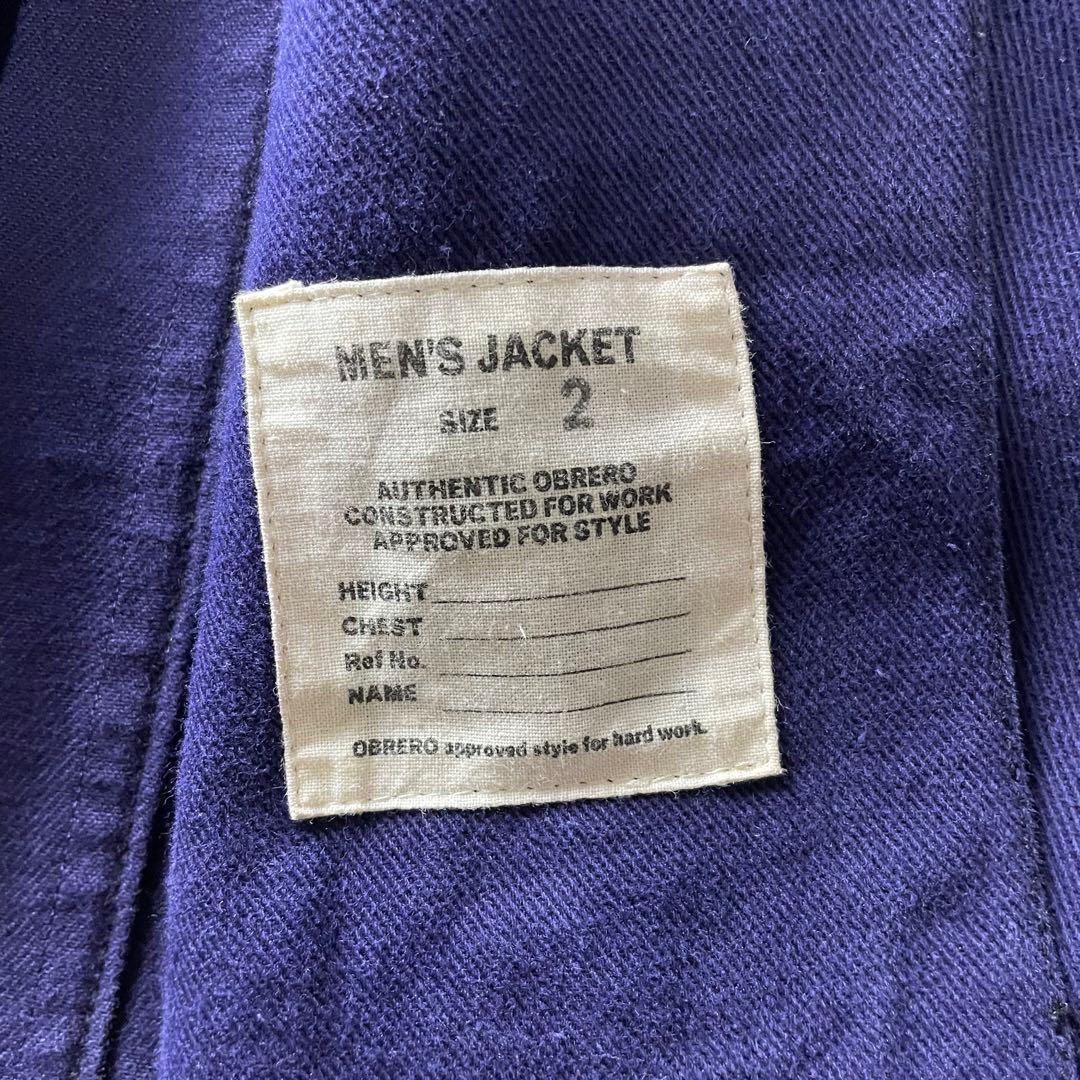 MEN'S JACKET
SIZE 2
AUTHENTIC OBRERO
CONSTRUCTED FOR WORK
APPROVED FOR STYLE
HEIGHT
CHEST
Ref No.
NAME
OBRERO approved style for hard work.